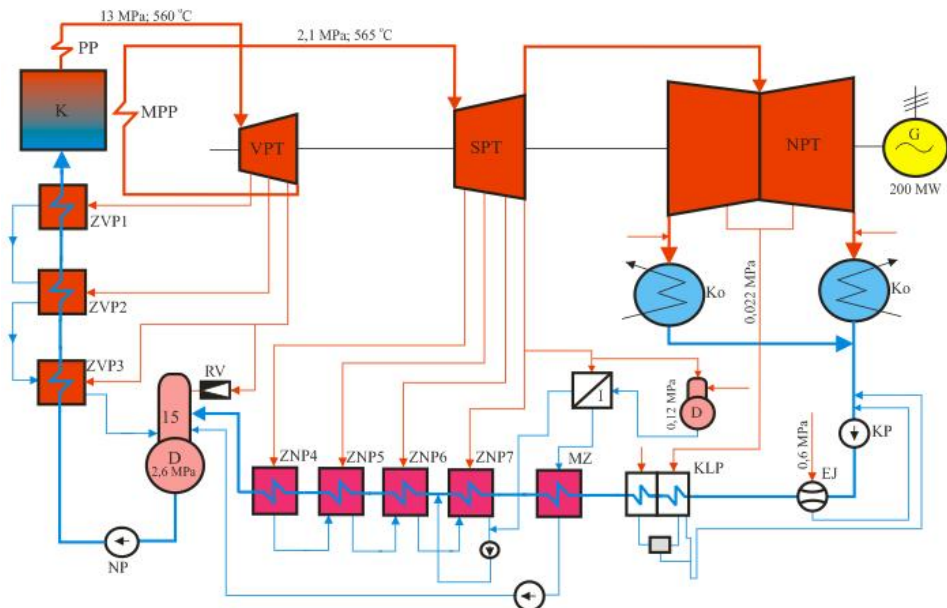 13 MPa; 560 °C
2,1 MPa; 565 °C
PP
K
MPP
VPT
SPT
NPT
G
200 MW
ZVP1
ZVP2
ZVP3
RV
15
D
2,6 MPa
NP
ZNP4
ZNP5
ZNP6
ZNP7
MZ
I
0,12 MPa
D
KLP
0,022 MPa
Ko
Ko
0,6 MPa
EJ
KP